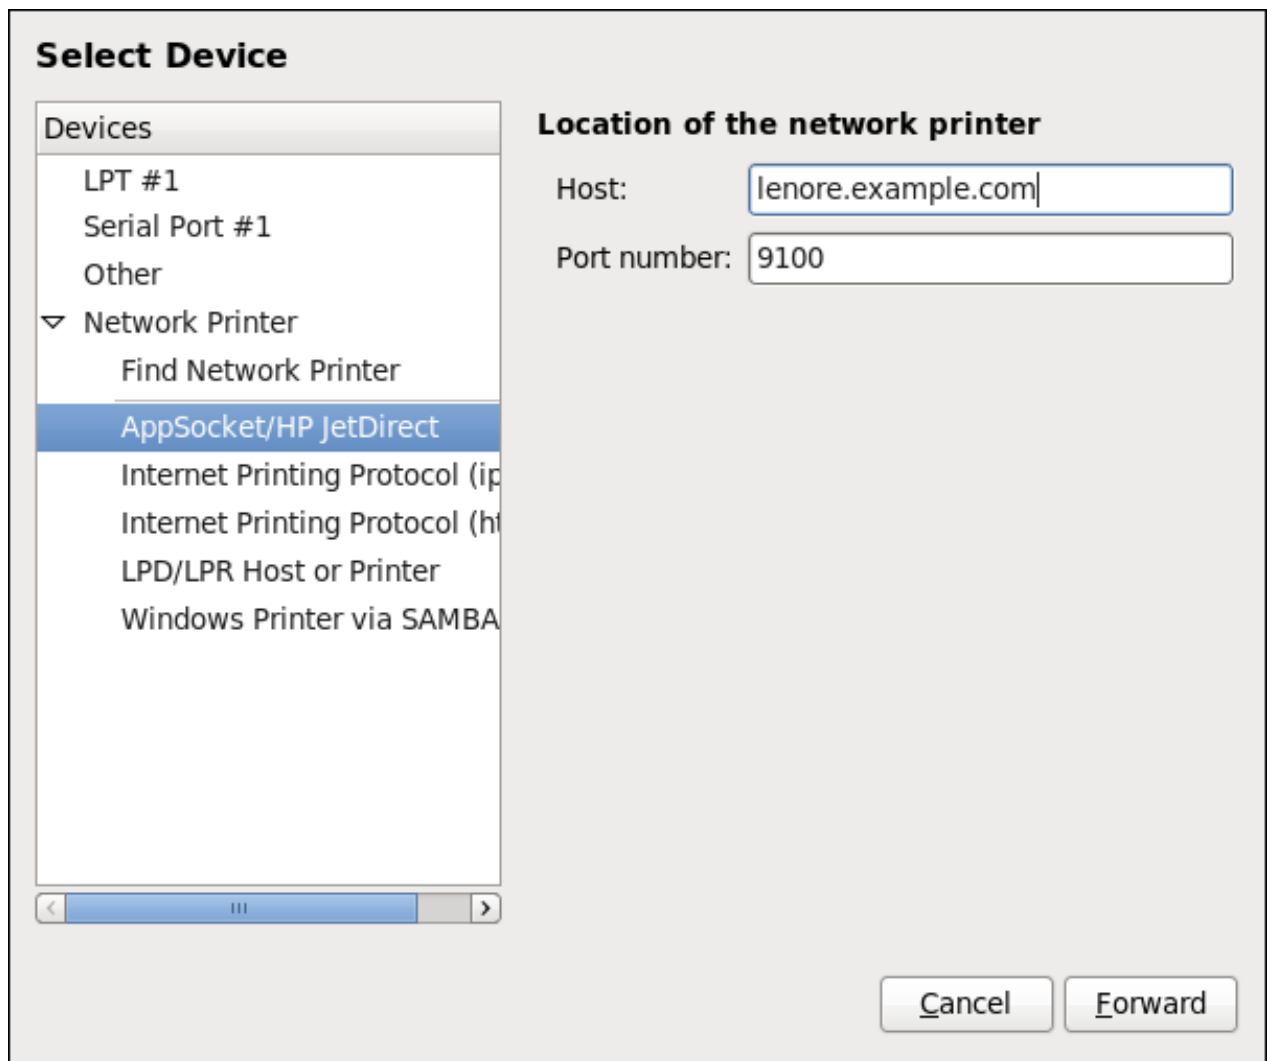 Select Device
Devices
LPT #1
Serial Port #1
Other
Network Printer
Find Network Printer
AppSocket/HP JetDirect
Internet Printing Protocol (ip
Internet Printing Protocol (ht
LPD/LPR Host or Printer
Windows Printer via SAMBA
Location of the network printer
Host: lenore.example.com
Port number: 9100
Cancel Forward